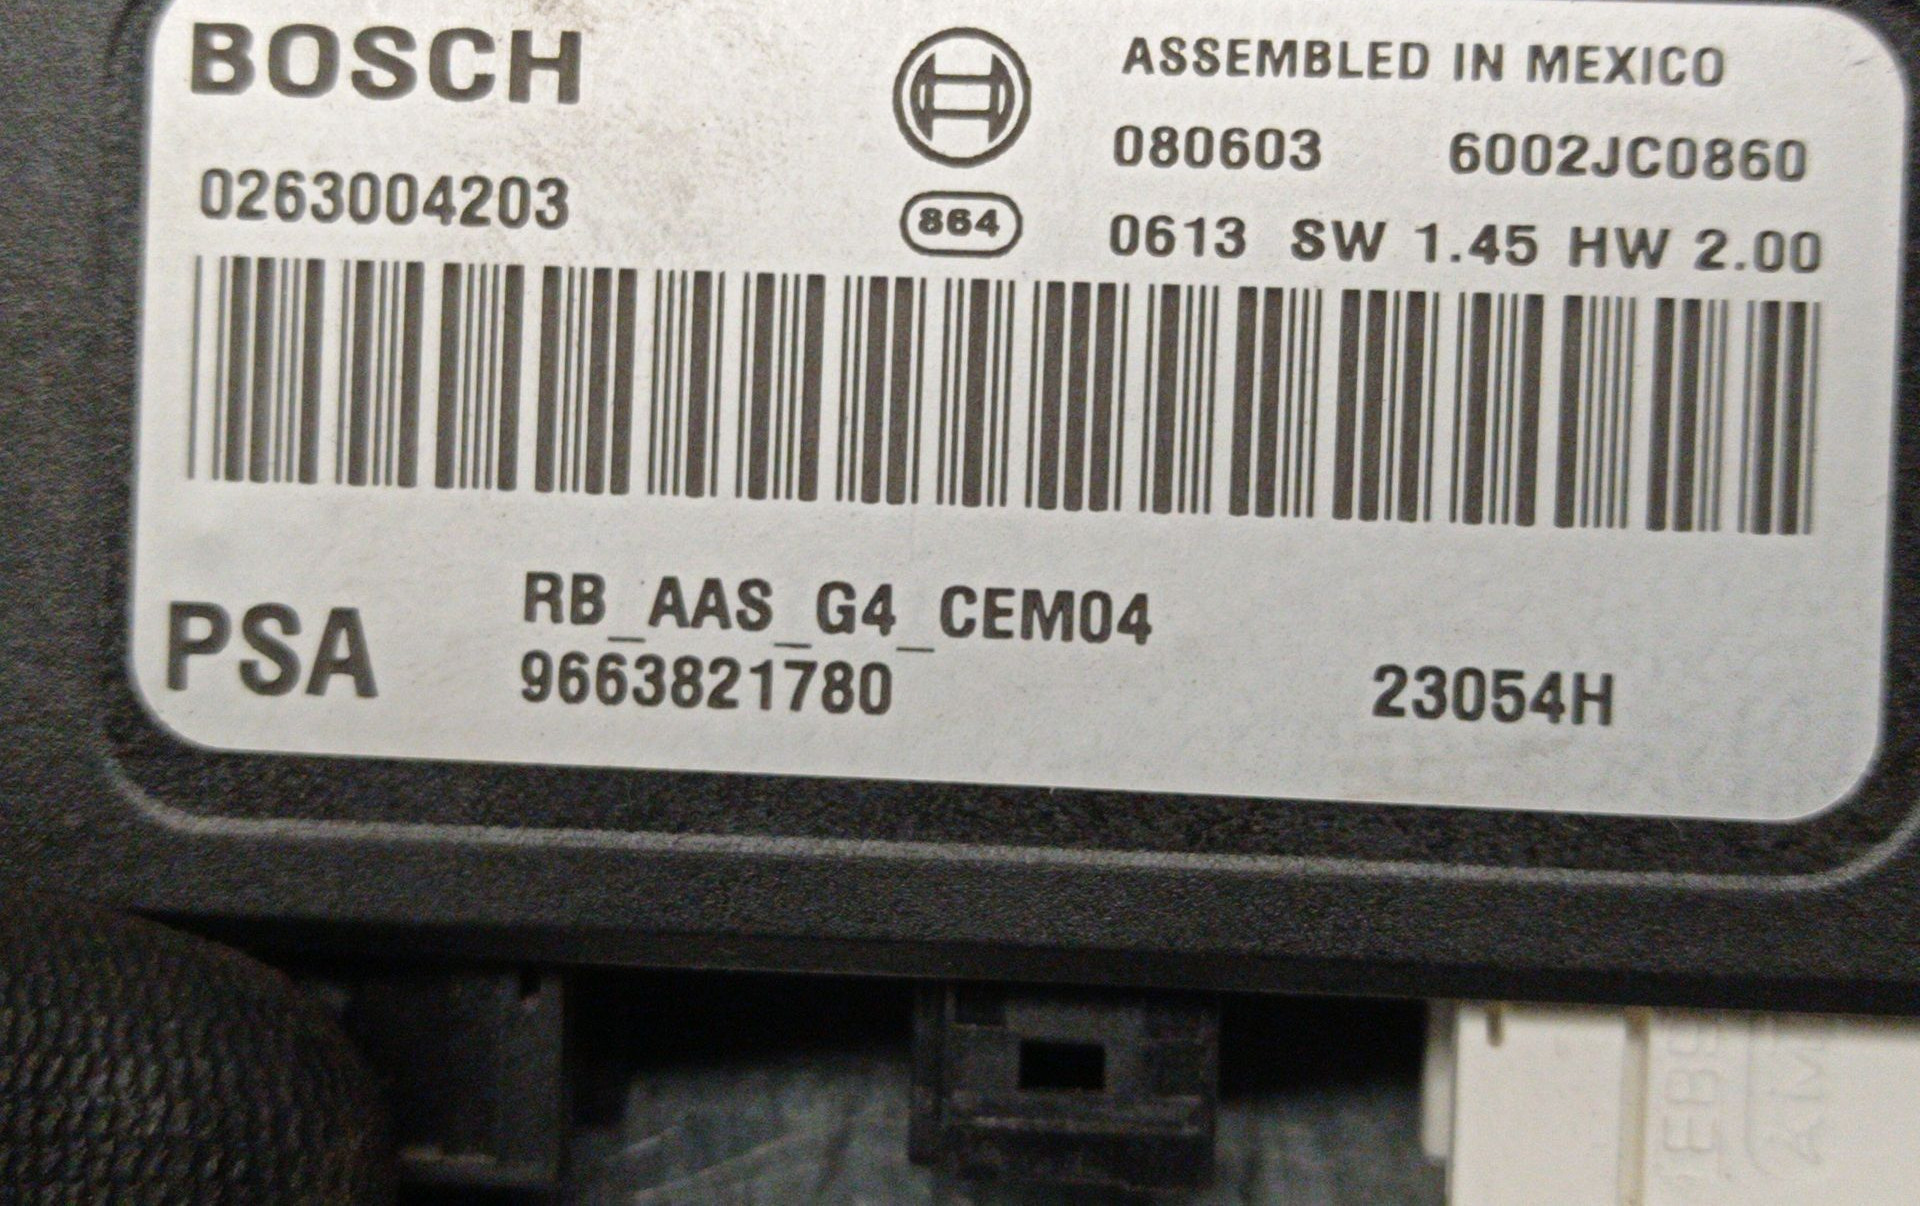 BOSCH
ASSEMBLED IN MEXICO
080603 6002JC0860
0263004203
864
0613 SW 1.45 HW 2.00
RB_AAS_G4_CEM04
PSA
9663821780
23054H